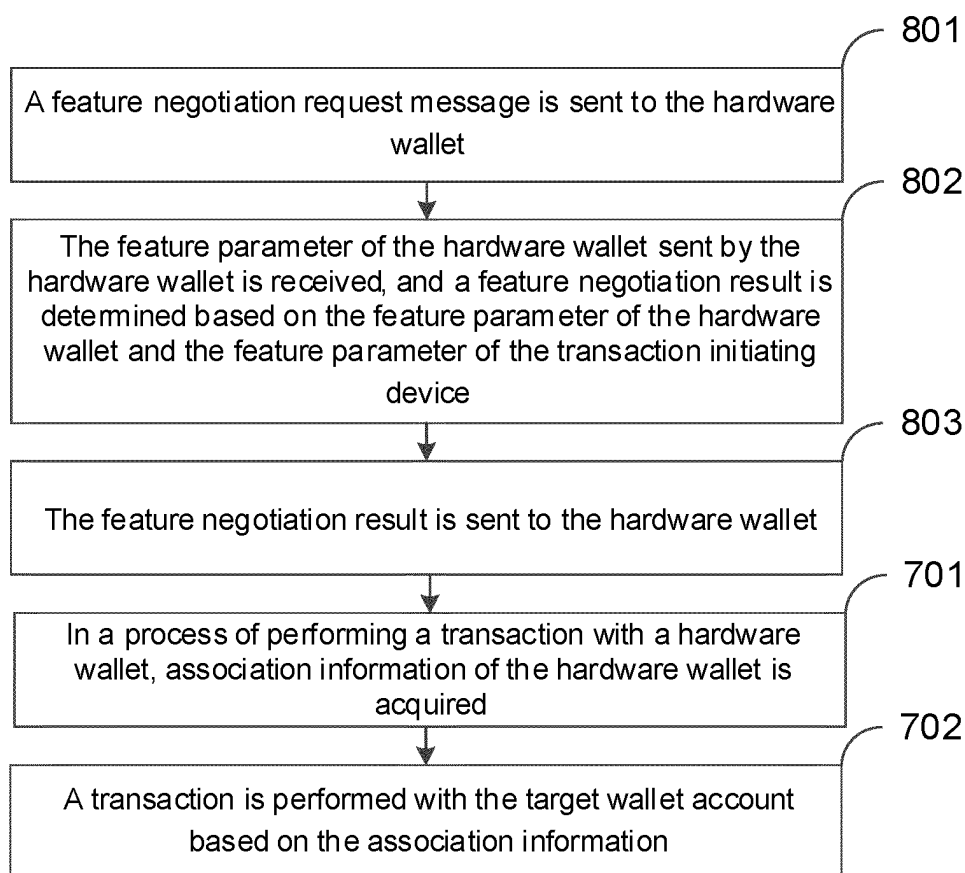 801
A feature negotiation request message is sent to the hardware
wallet
802
The feature parameter of the hardware wallet sent by the
hardware wallet is received, and a feature negotiation result is
determined based on the feature parameter of the hardware
wallet and the feature parameter of the transaction initiating
device
803
The feature negotiation result is sent to the hardware wallet
701
In a process of performing a transaction with a hardware
wallet, association information of the hardware wallet is
acquired
702
A transaction is performed with the target wallet account
based on the association information